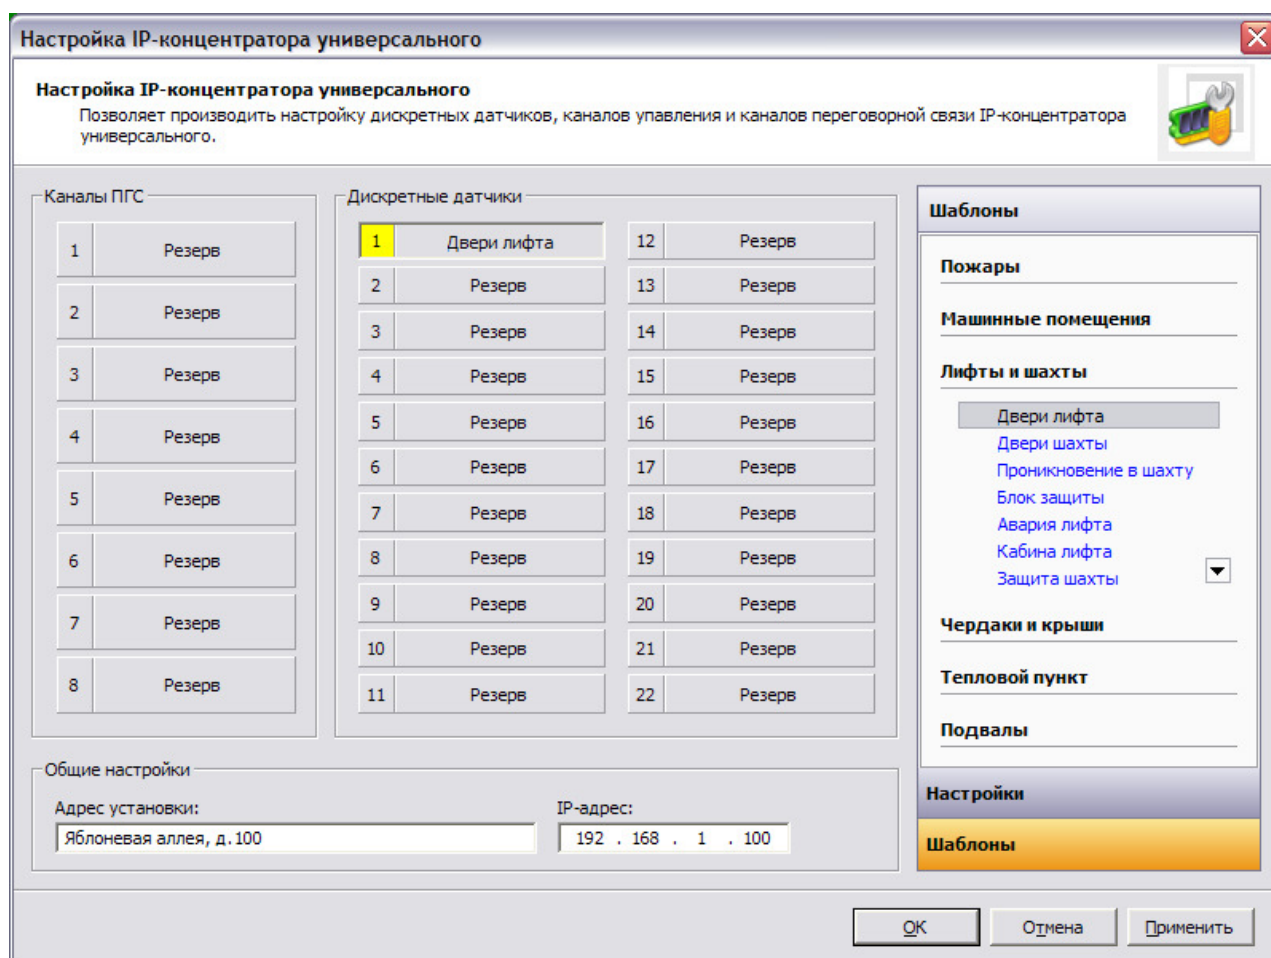 Настройка IP-концентратора универсального
Настройка IP-концентратора универсального
Позволяет производить настройку дискретных датчиков, каналов упавления и каналов переговорной связи IP-концентратора
универсального.
Каналы ПГС
1 Резерв
2 Резерв
3 Резерв
4 Резерв
5 Резерв
6 Резерв
7 Резерв
8 Резерв
Дискретные датчики
1 Двери лифта 12 Резерв
2 Резерв 13 Резерв
3 Резерв 14 Резерв
4 Резерв 15 Резерв
5 Резерв 16 Резерв
6 Резерв 17 Резерв
7 Резерв 18 Резерв
8 Резерв 19 Резерв
9 Резерв 20 Резерв
10 Резерв 21 Резерв
11 Резерв 22 Резерв
Шаблоны
Пожары
Машинные помещения
Лифты и шахты
Двери лифта
Двери шахты
Проникновение в шахту
Блок защиты
Авария лифта
Кабина лифта
Защита шахты
Чердаки и крыши
Тепловой пункт
Подвалы
Настройки
Шаблоны
Общие настройки
Адрес установки: IP-адрес:
Яблоневая аллея, д.100 192 . 168 . 1 . 100
OK Отмена Применить